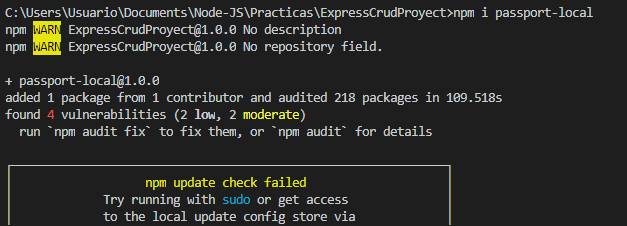 C:\Users\Usuario\Documents\Node-JS\Practicas\ExpressCrudProyect>npm i passport-local
npm WARN ExpressCrudProyect@1.0.0 No description
npm WARN ExpressCrudProyect@1.0.0 No repository field.
+ passport-local@1.0.0
added 1 package from 1 contributor and audited 218 packages in 109.518s
found 4 vulnerabilities (2 low, 2 moderate)
run `npm audit fix` to fix them, or `npm audit` for details
npm update check failed
Try running with sudo or get access
to the local update config store via